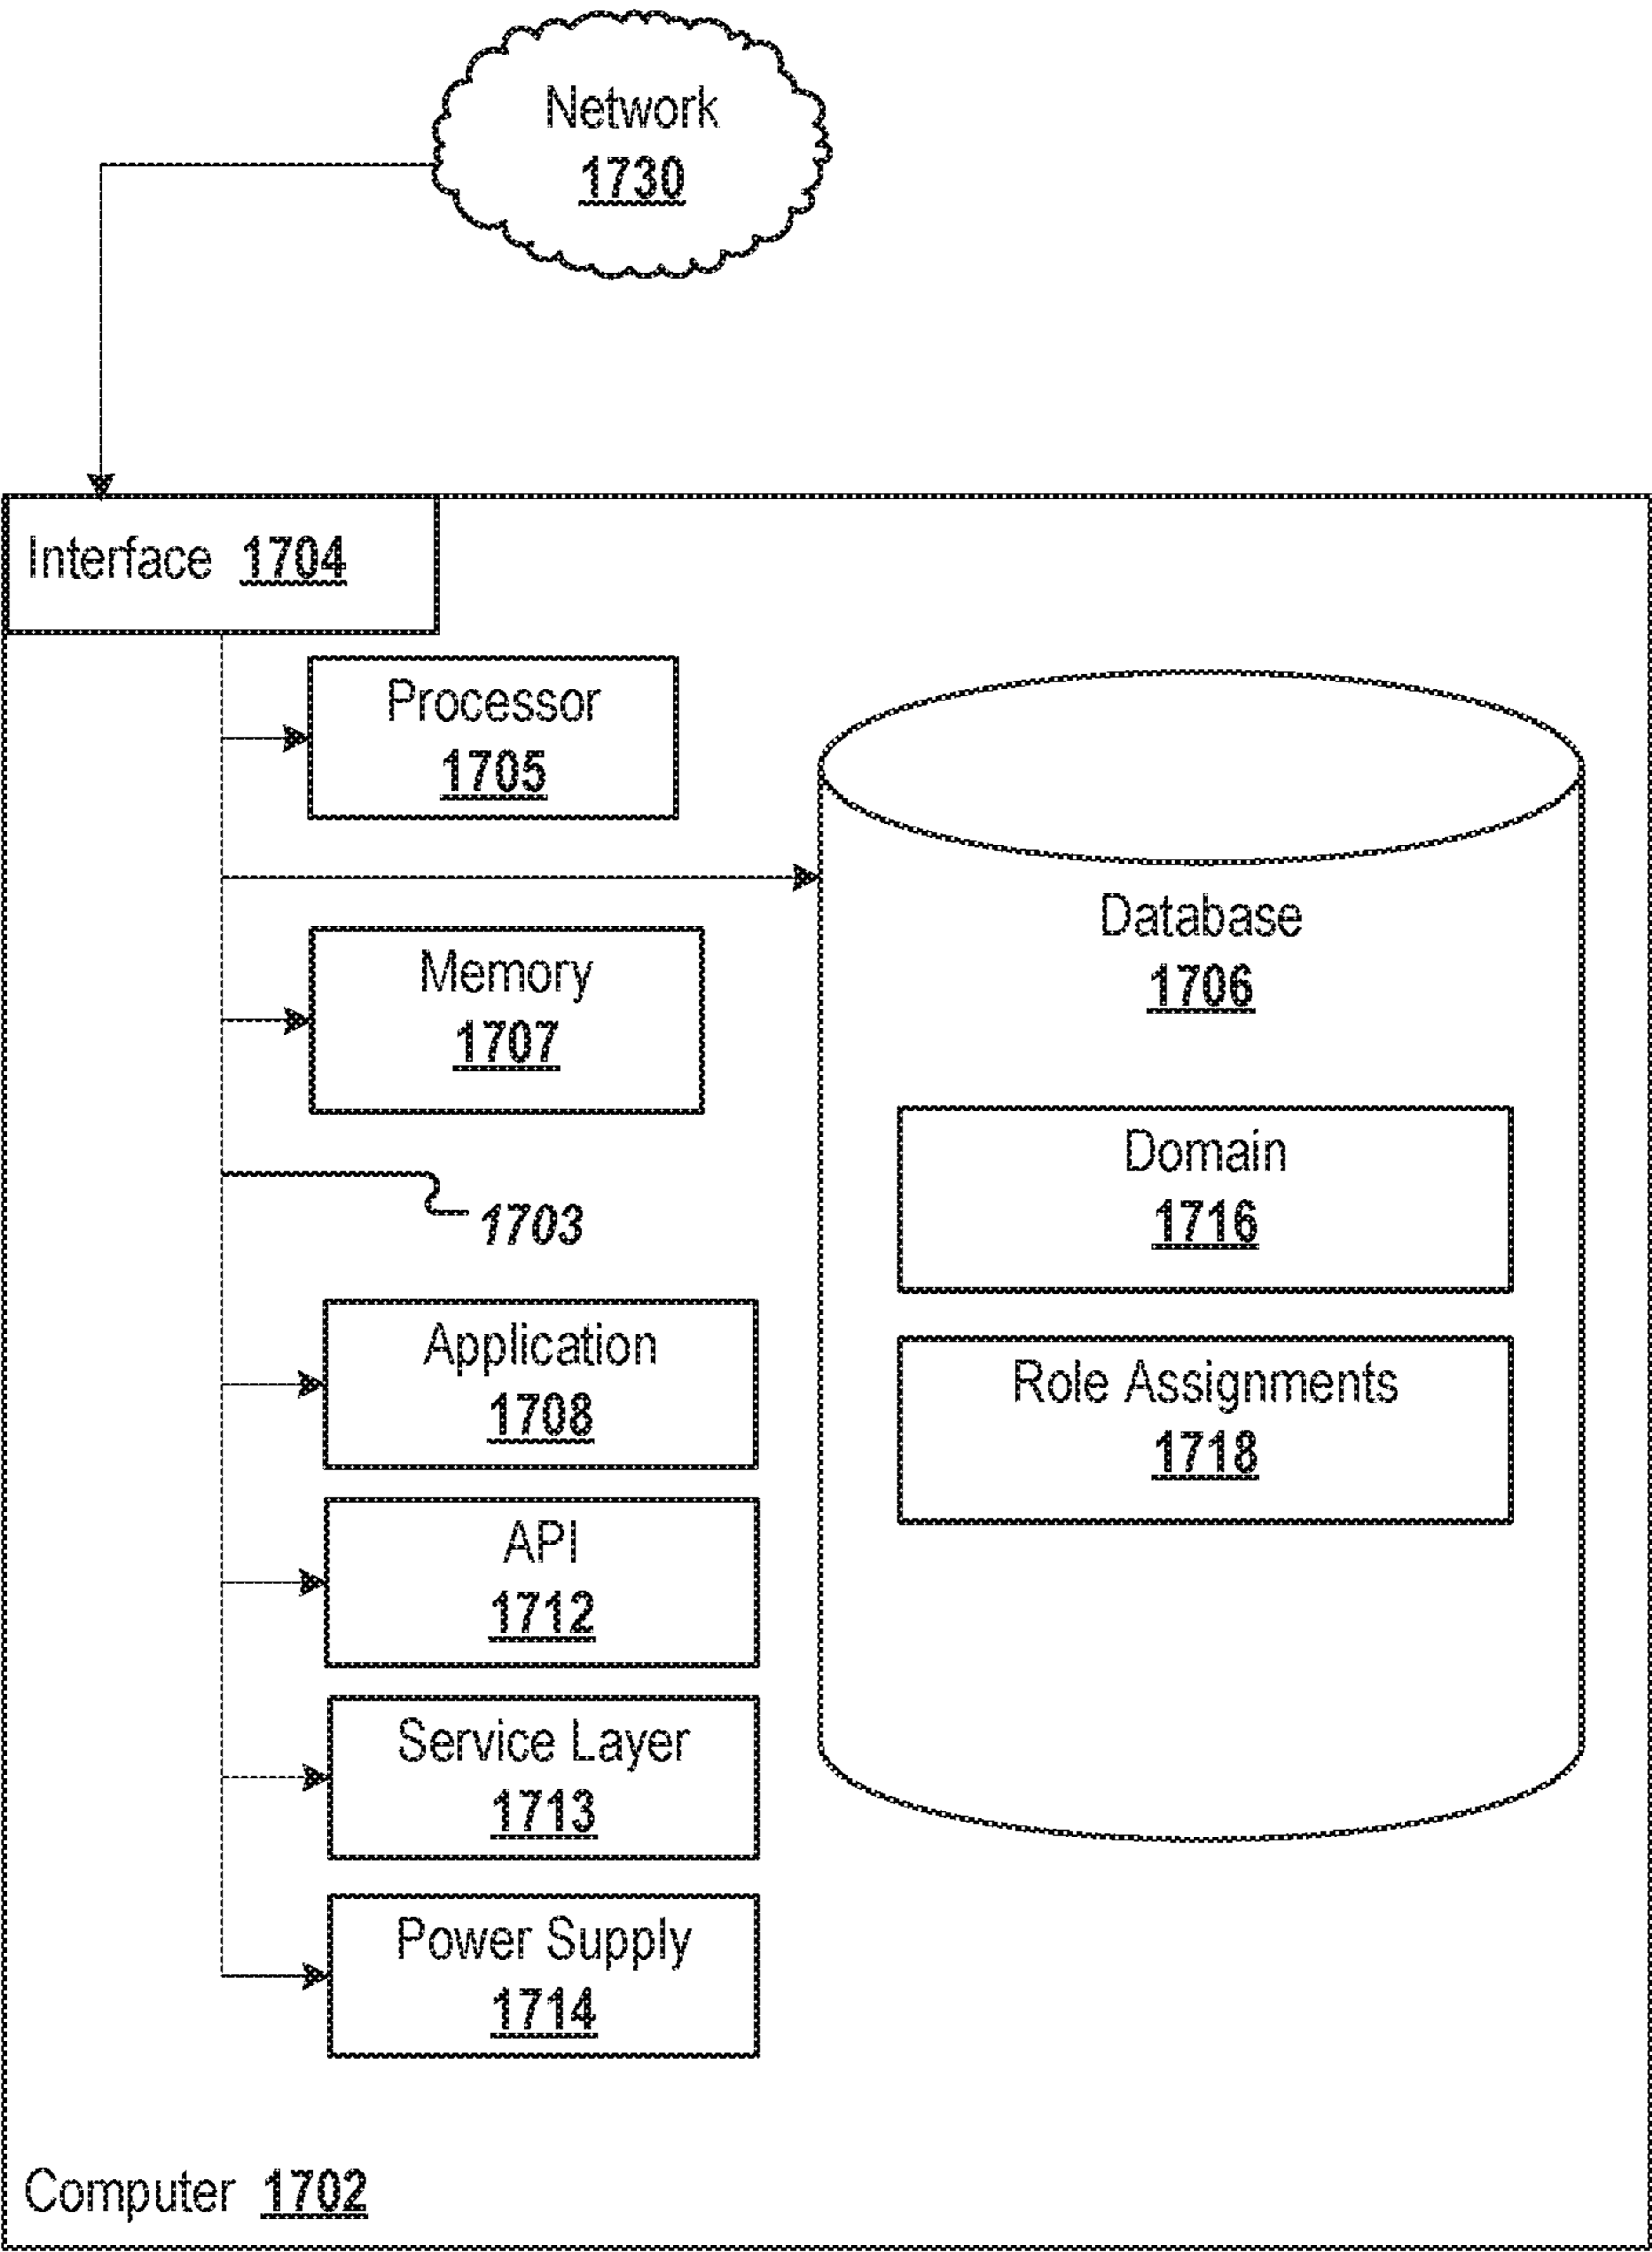 Network
1730
Interface 1704
Processor
1705
Database
1706
Memory
1707
Domain
1716
1703
Application
1708
Role Assignments
1718
API
1712
Service Layer
1713
Power Supply
1714
Computer 1702